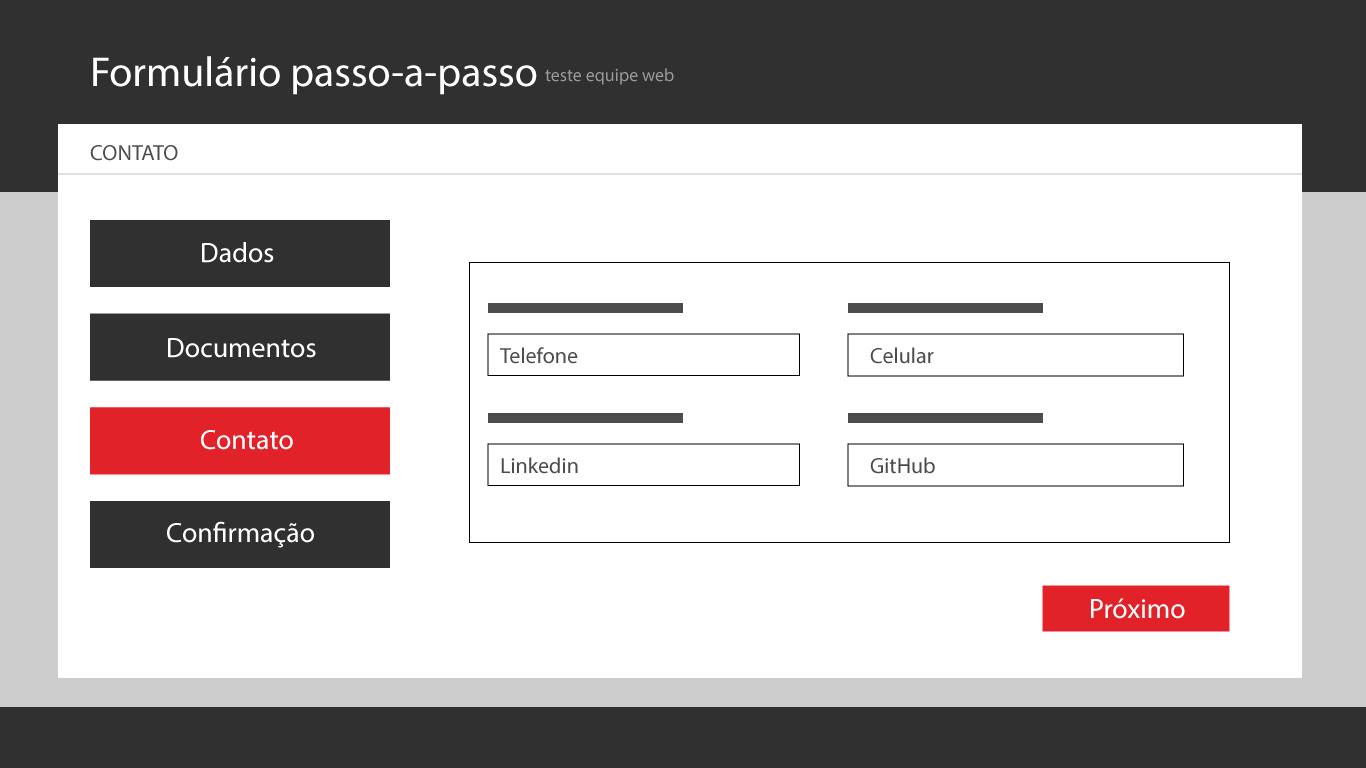 Formulário passo-a-passo teste equipe web
CONTATO
Dados
Documentos
Contato
Confirmação
Telefone
Celular
Linkedin
GitHub
Próximo